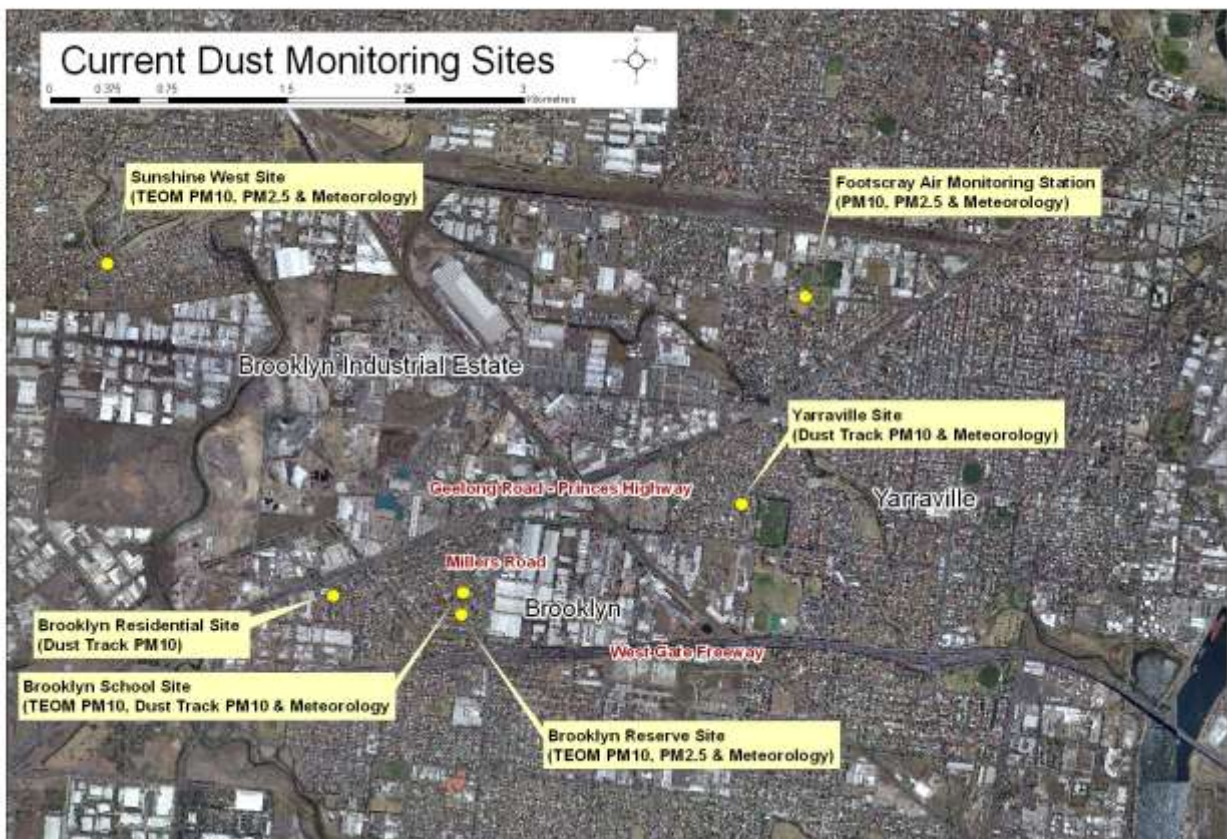 Current Dust Monitoring Sites
0 0.375 0.75 1.5 2.25 3
Kilometres
Sunshine West Site
(TEOM PM10, PM2.5 & Meteorology)
Footscray Air Monitoring Station
(PM10, PM2.5 & Meteorology)
Brooklyn Industrial Estate
Yarraville Site
(Dust Track PM10 & Meteorology)
Geelong Road - Princes Highway
Yarraville
Millers Road
Brooklyn
Brooklyn Residential Site
(Dust Track PM10)
West Gate Freeway
Brooklyn School Site
(TEOM PM10, Dust Track PM10 & Meteorology
Brooklyn Reserve Site
(TEOM PM10, PM2.5 & Meteorology)